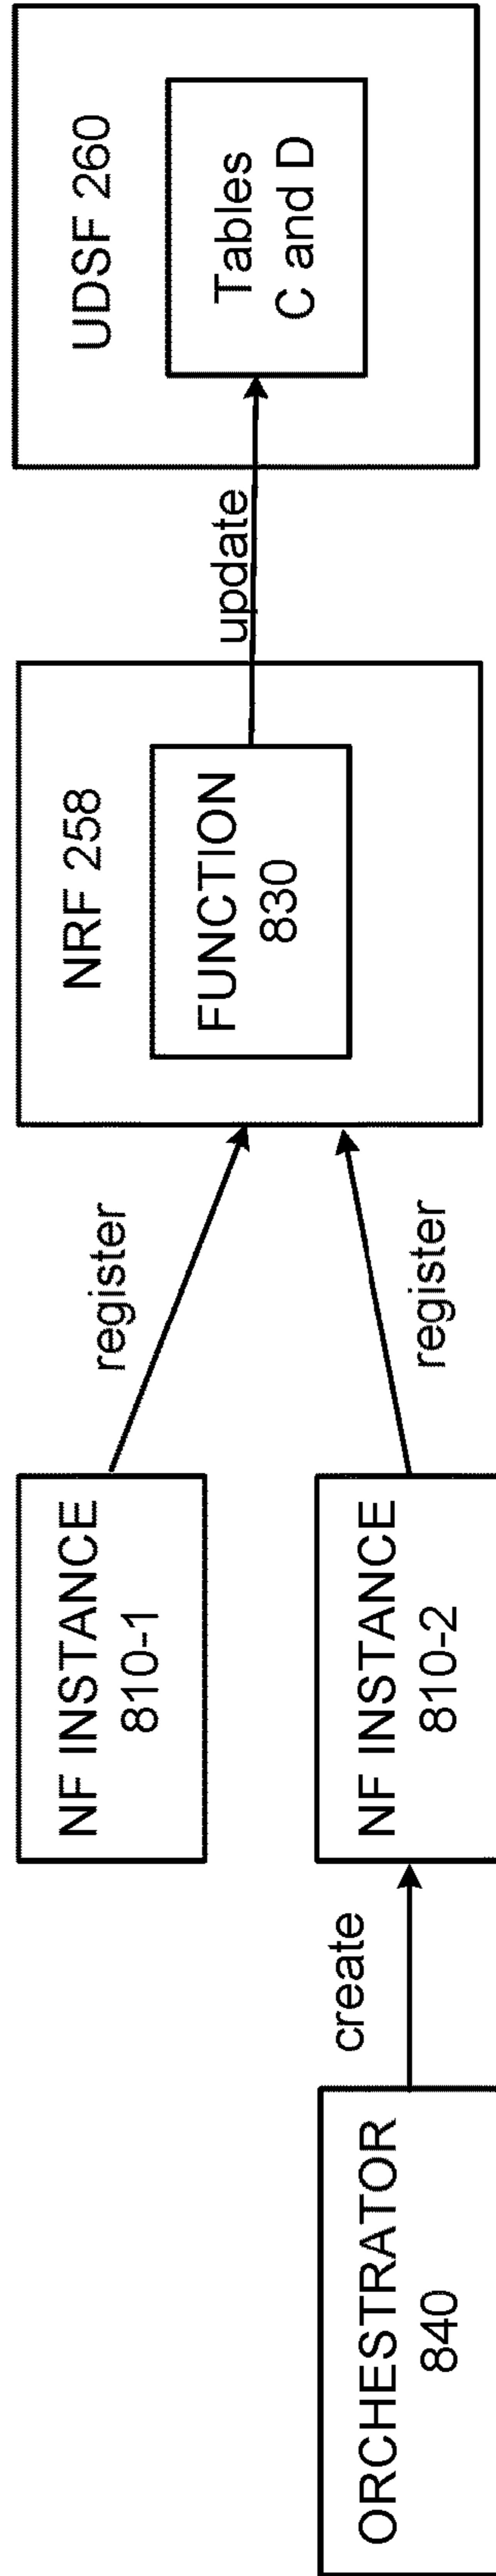 ORCHESTRATOR
840
create
NF INSTANCE
810-1
NF INSTANCE
810-2
register
register
NRF 258
FUNCTION
830
update
UDSF 260
Tables
C and D